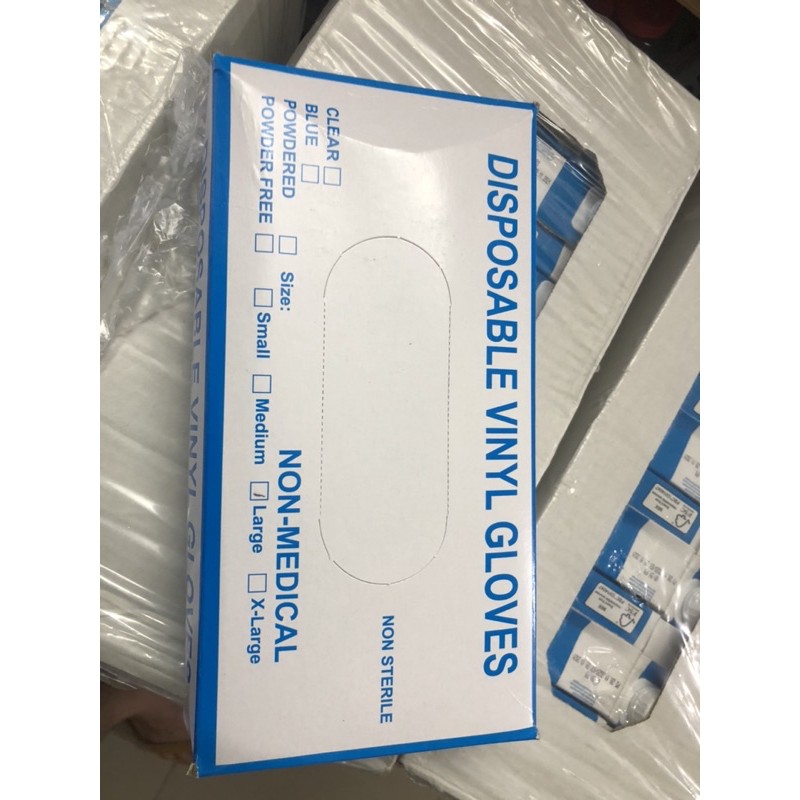 DISPOSABLE VINYL GLOVES
NON STERILE
CLEAR
BLUE
POWDERED
POWDER FREE
NON-MEDICAL
Size:
Small Medium Large X-Large
DISPOSABLE VINYL GLOVES